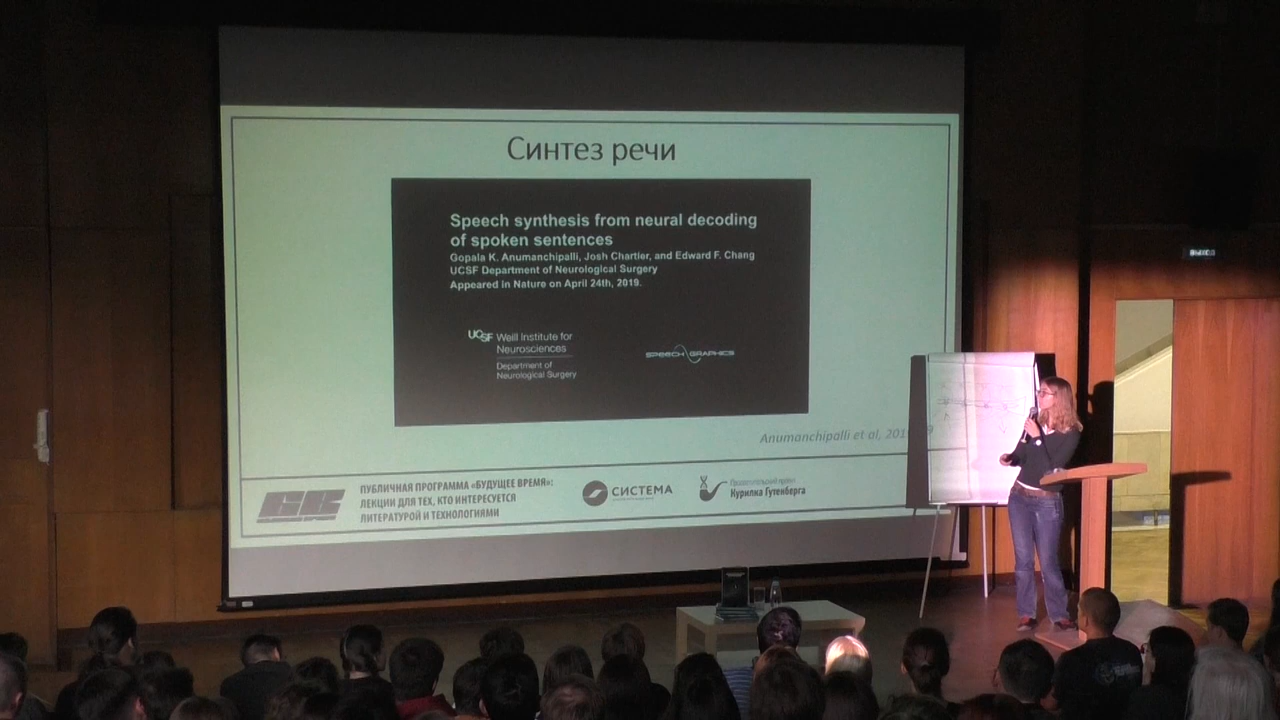 Синтез речи
Speech synthesis from neural decoding
of spoken sentences
Gopala K. Anumanchipalli, Josh Chartier, and Edward F. Chang
UCSF Department of Neurological Surgery
Appeared in Nature on April 24th, 2019.
UCSF Weill Institute for
Neurosciences
Department of
Neurological Surgery
SPEECH GRAPHICS
Anumanchipalli et al, 2019
ПУБЛИЧНАЯ ПРОГРАММА «БУДУЩЕЕ ВРЕМЯ»:
ЛЕКЦИИ ДЛЯ ТЕХ, КТО ИНТЕРЕСУЕТСЯ
ЛИТЕРАТУРОЙ И ТЕХНОЛОГИЯМИ
СИСТЕМА
Просветительский проект
Курилка Гутенберга